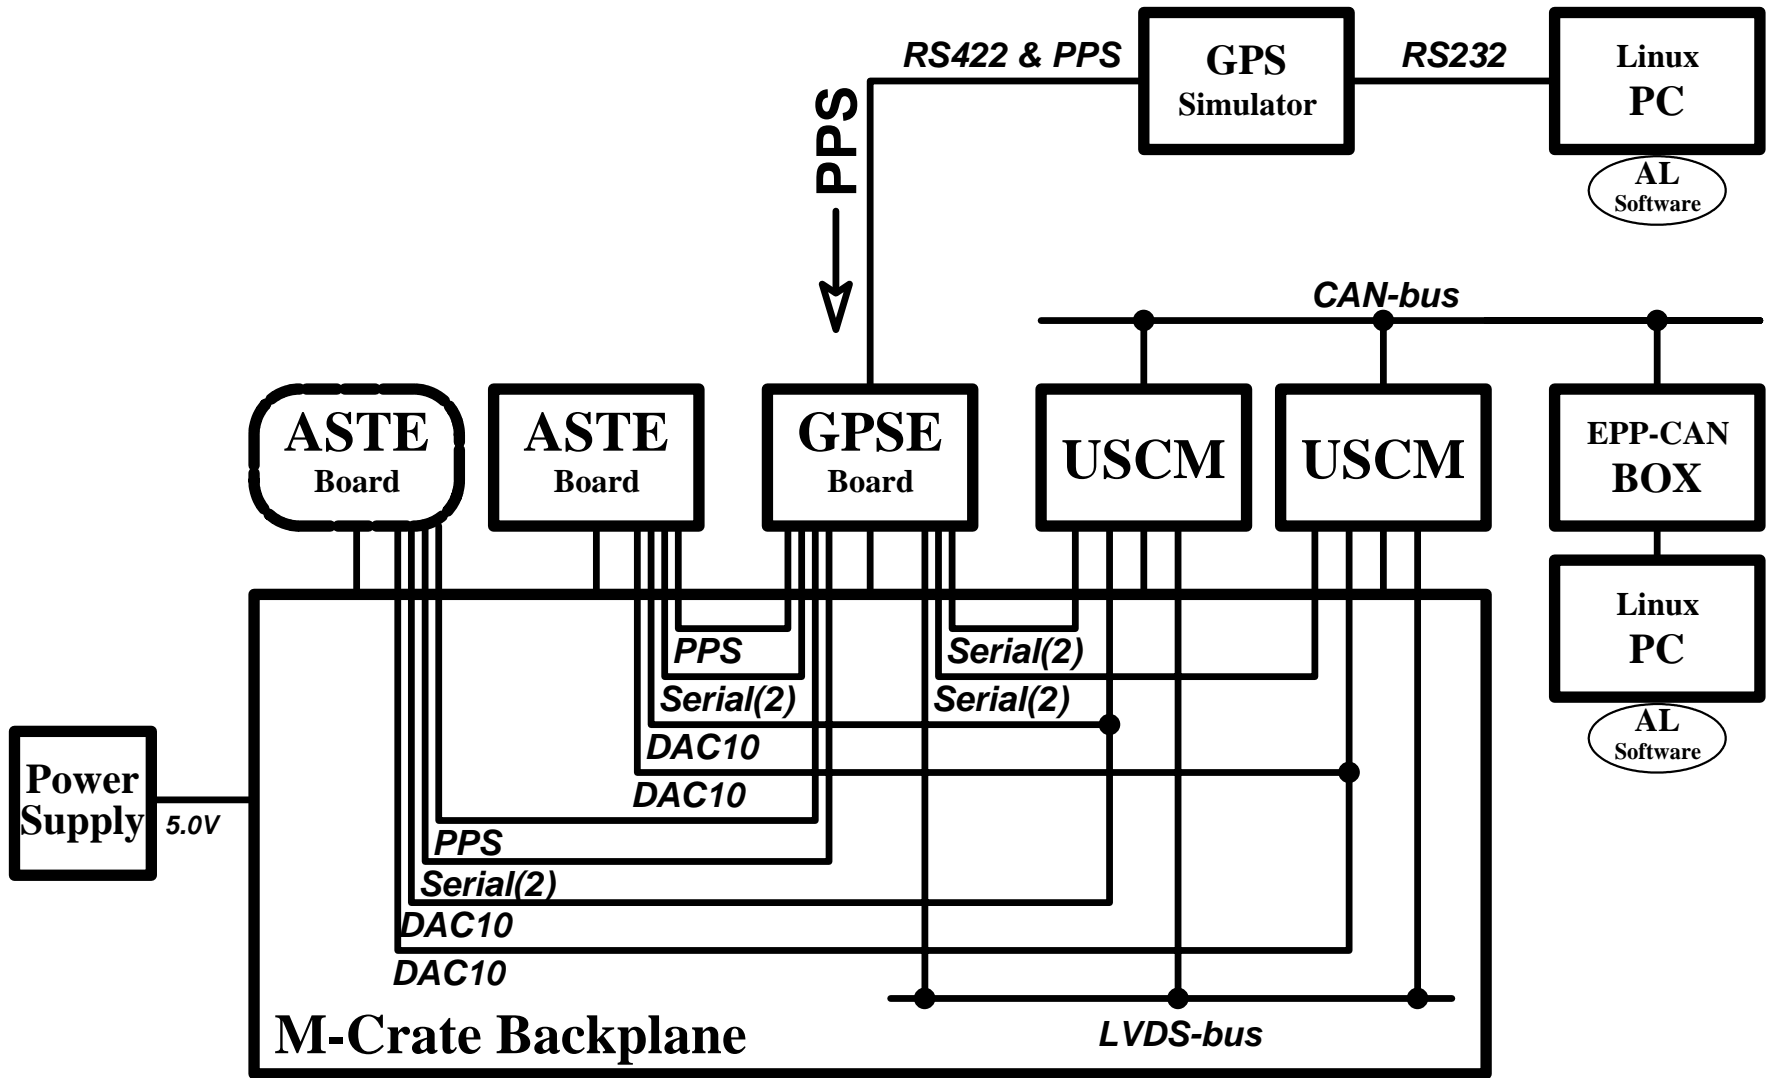 RS422 & PPS
GPS
Simulator
RS232
Linux
PC
AL
Software
PPS
CAN-bus
ASTE
Board
ASTE
Board
GPSE
Board
USCM
USCM
EPP-CAN
BOX
Linux
PC
AL
Software
PPS
Serial(2)
Serial(2)
Serial(2)
DAC10
DAC10
Power
Supply
5.0V
PPS
Serial(2)
DAC10
DAC10
M-Crate Backplane
LVDS-bus